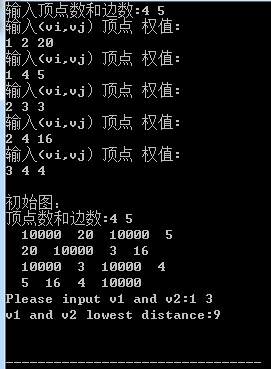 输入顶点数和边数:4 5
输入(vi,vj) 顶点 权值:
1 2 20
输入(vi,vj) 顶点 权值:
1 4 5
输入(vi,vj) 顶点 权值:
2 3 3
输入(vi,vj) 顶点 权值:
2 4 16
输入(vi,vj) 顶点 权值:
3 4 4
初始图:
顶点数和边数:4 5
10000 20 10000 5
20 10000 3 16
10000 3 10000 4
5 16 4 10000
Please input v1 and v2:1 3
v1 and v2 lowest distance:9
--------------------------------